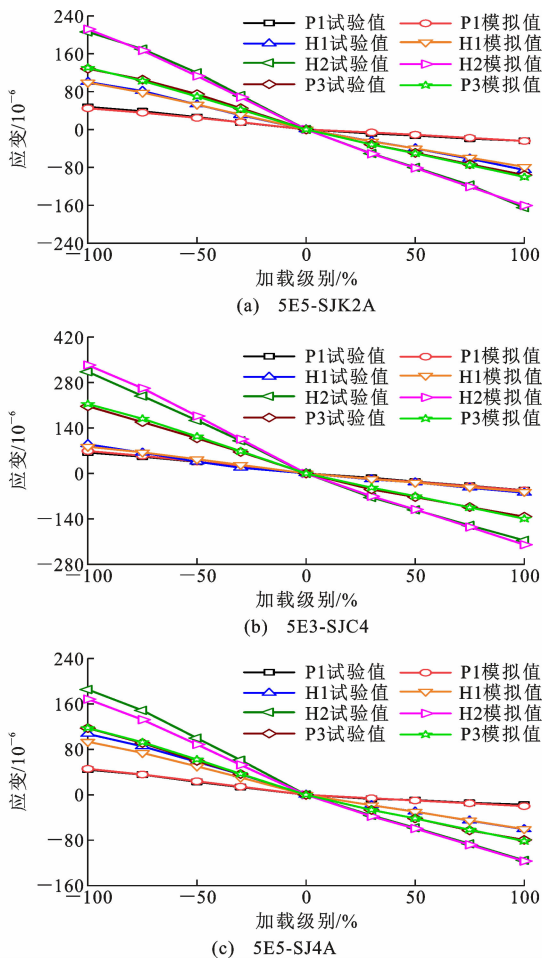 240
160
80
0
-80
-160
-240
应变/10⁻⁶
P1试验值 P1模拟值
H1试验值 H1模拟值
H2试验值 H2模拟值
P3试验值 P3模拟值
-100 -50 0 50 100
加载级别/%
(a) 5E5-SJK2A
420
280
140
0
-140
-280
应变/10⁻⁶
P1试验值 P1模拟值
H1试验值 H1模拟值
H2试验值 H2模拟值
P3试验值 P3模拟值
-100 -50 0 50 100
加载级别/%
(b) 5E3-SJC4
240
160
80
0
-80
-160
应变/10⁻⁶
P1试验值 P1模拟值
H1试验值 H1模拟值
H2试验值 H2模拟值
P3试验值 P3模拟值
-100 -50 0 50 100
加载级别/%
(c) 5E5-SJ4A